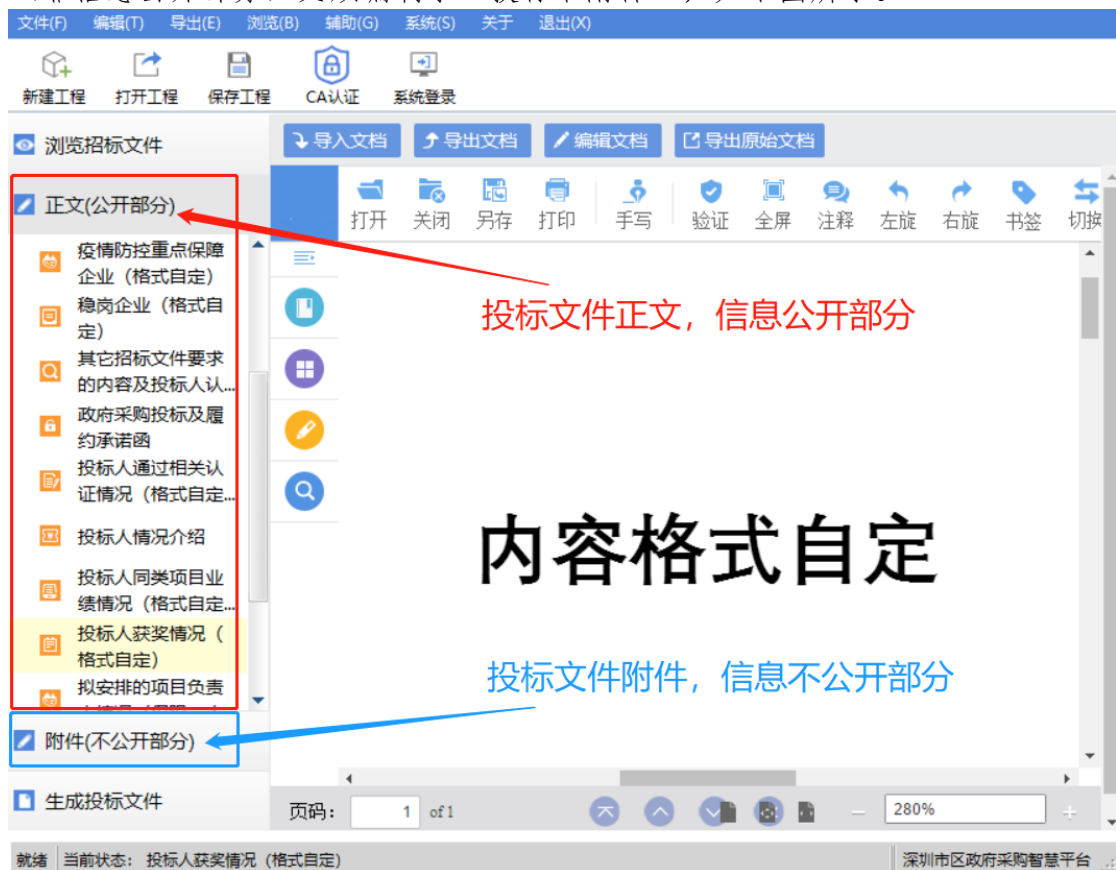 文件(F) 编辑(T) 导出(E) 浏览(B) 辅助(G) 系统(S) 关于 退出(X)
新建工程 打开工程 保存工程 CA认证 系统登录
浏览招标文件
导入文档 导出文档 编辑文档 导出原始文档
正文(公开部分)
打开 关闭 另存 打印 手写 验证 全屏 注释 左旋 右旋 书签 切换
疫情防控重点保障
企业（格式自定）
稳岗企业（格式自
定）
其它招标文件要求
的内容及投标人认...
政府采购投标及履
约承诺函
投标人通过相关认
证情况（格式自定...
投标人情况介绍
投标人同类项目业
绩情况（格式自定...
投标人获奖情况（
格式自定）
拟安排的项目负责
投标文件正文，信息公开部分
内容格式自定
投标文件附件，信息不公开部分
附件(不公开部分)
生成投标文件
页码: 1 of 1 280%
就绪 当前状态: 投标人获奖情况（格式自定） 深圳市区政府采购智慧平台